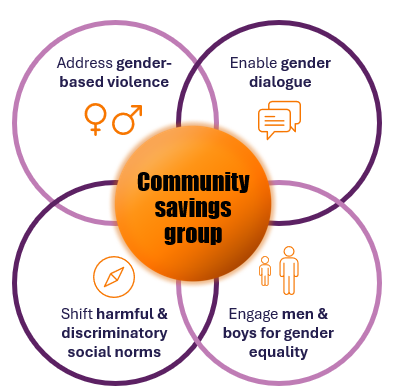 Address gender-
based violence
Enable gender
dialogue
Community
savings
group
Shift harmful &
discriminatory
social norms
Engage men &
boys for gender
equality